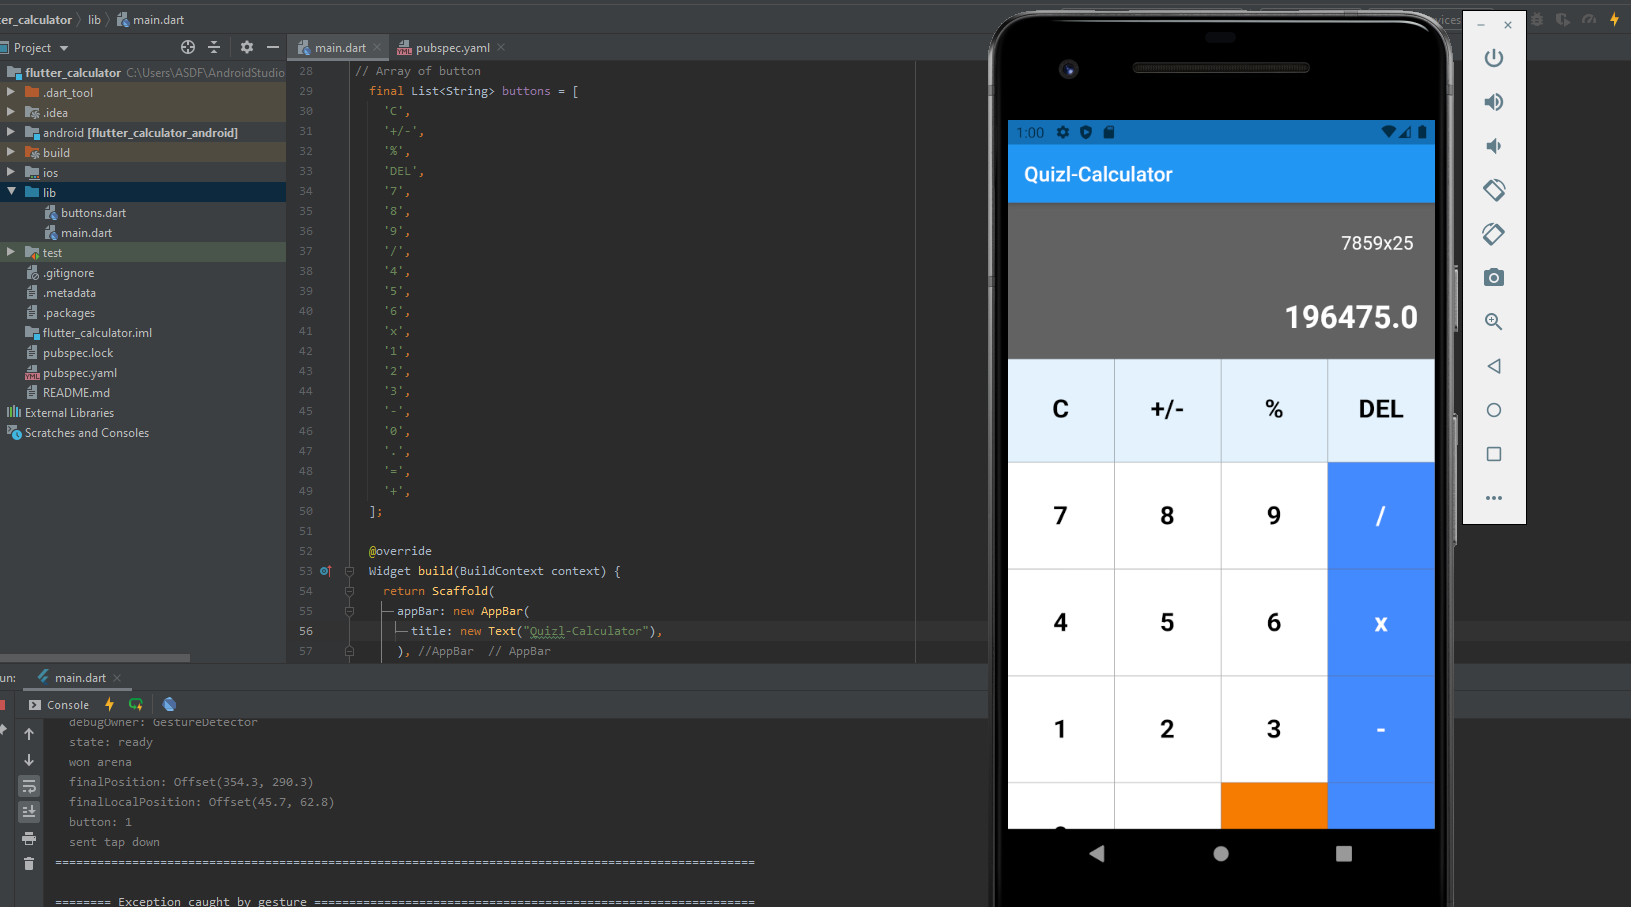 er_calculator lib main.dart
Project
main.dart
pubspec.yaml
flutter_calculator C:\Users\ASDF\AndroidStudio
.dart_tool
.idea
android [flutter_calculator_android]
build
ios
lib
buttons.dart
main.dart
test
.gitignore
.metadata
.packages
flutter_calculator.iml
pubspec.lock
pubspec.yaml
README.md
External Libraries
Scratches and Consoles
28 // Array of button
29 final List<String> buttons = [
30 'C',
31 '+/-',
32 '%',
33 'DEL',
34 '7',
35 '8',
36 '9',
37 '/',
38 '4',
39 '5',
40 '6',
41 'x',
42 '1',
43 '2',
44 '3',
45 '-',
46 '0',
47 '.',
48 '=',
49 '+',
50 ];
51
52 @override
53 Widget build(BuildContext context) {
54 return Scaffold(
55 appBar: new AppBar(
56 title: new Text("Quizl-Calculator"),
57 ), //AppBar // AppBar
un: main.dart
Console
debugOwner: GestureDetector
state: ready
won arena
finalPosition: Offset(354.3, 290.3)
finalLocalPosition: Offset(45.7, 62.8)
button: 1
sent tap down
====================================================================================================
======== Exception caught by gesture ===============================================================
vices
1:00
Quizl-Calculator
7859x25
196475.0
C +/- % DEL
7 8 9 /
4 5 6 x
1 2 3 -